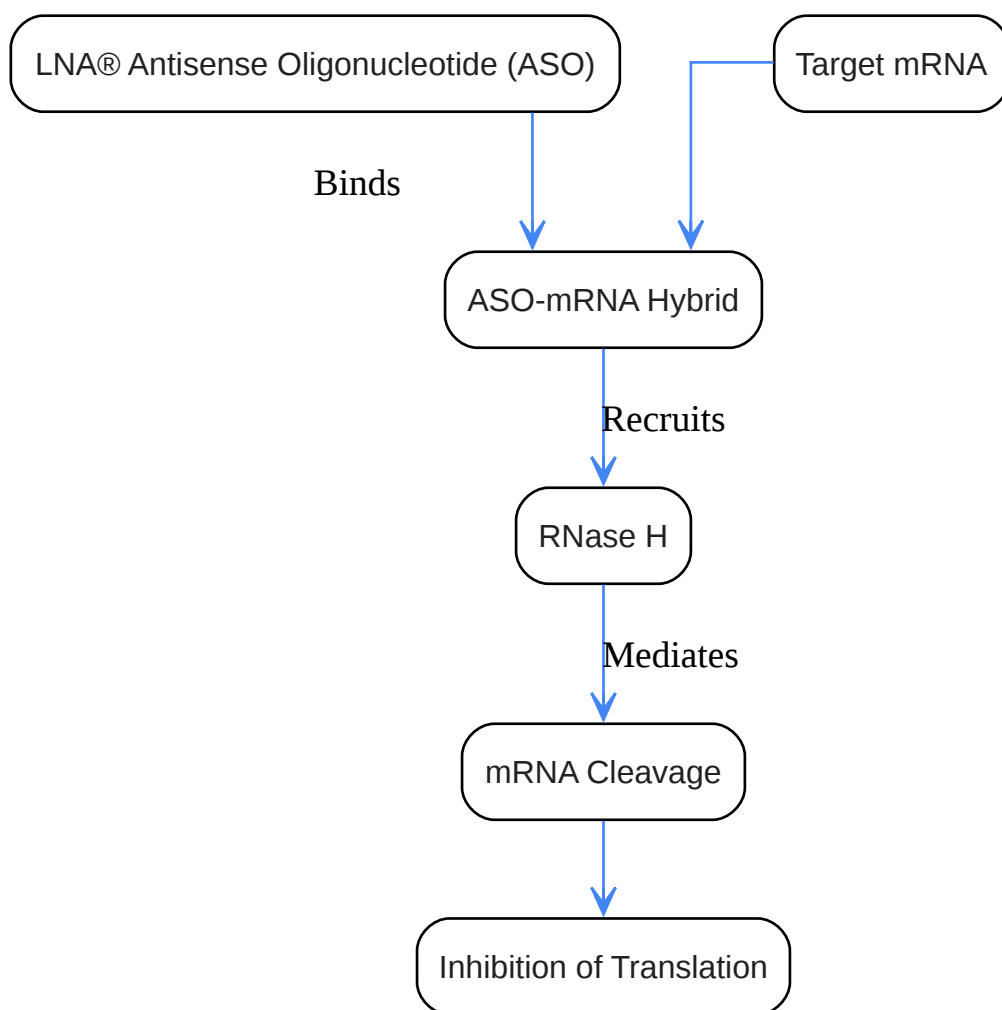 LNA® Antisense Oligonucleotide (ASO)
Target mRNA
Binds
ASO-mRNA Hybrid
Recruits
RNase H
Mediates
mRNA Cleavage
Inhibition of Translation